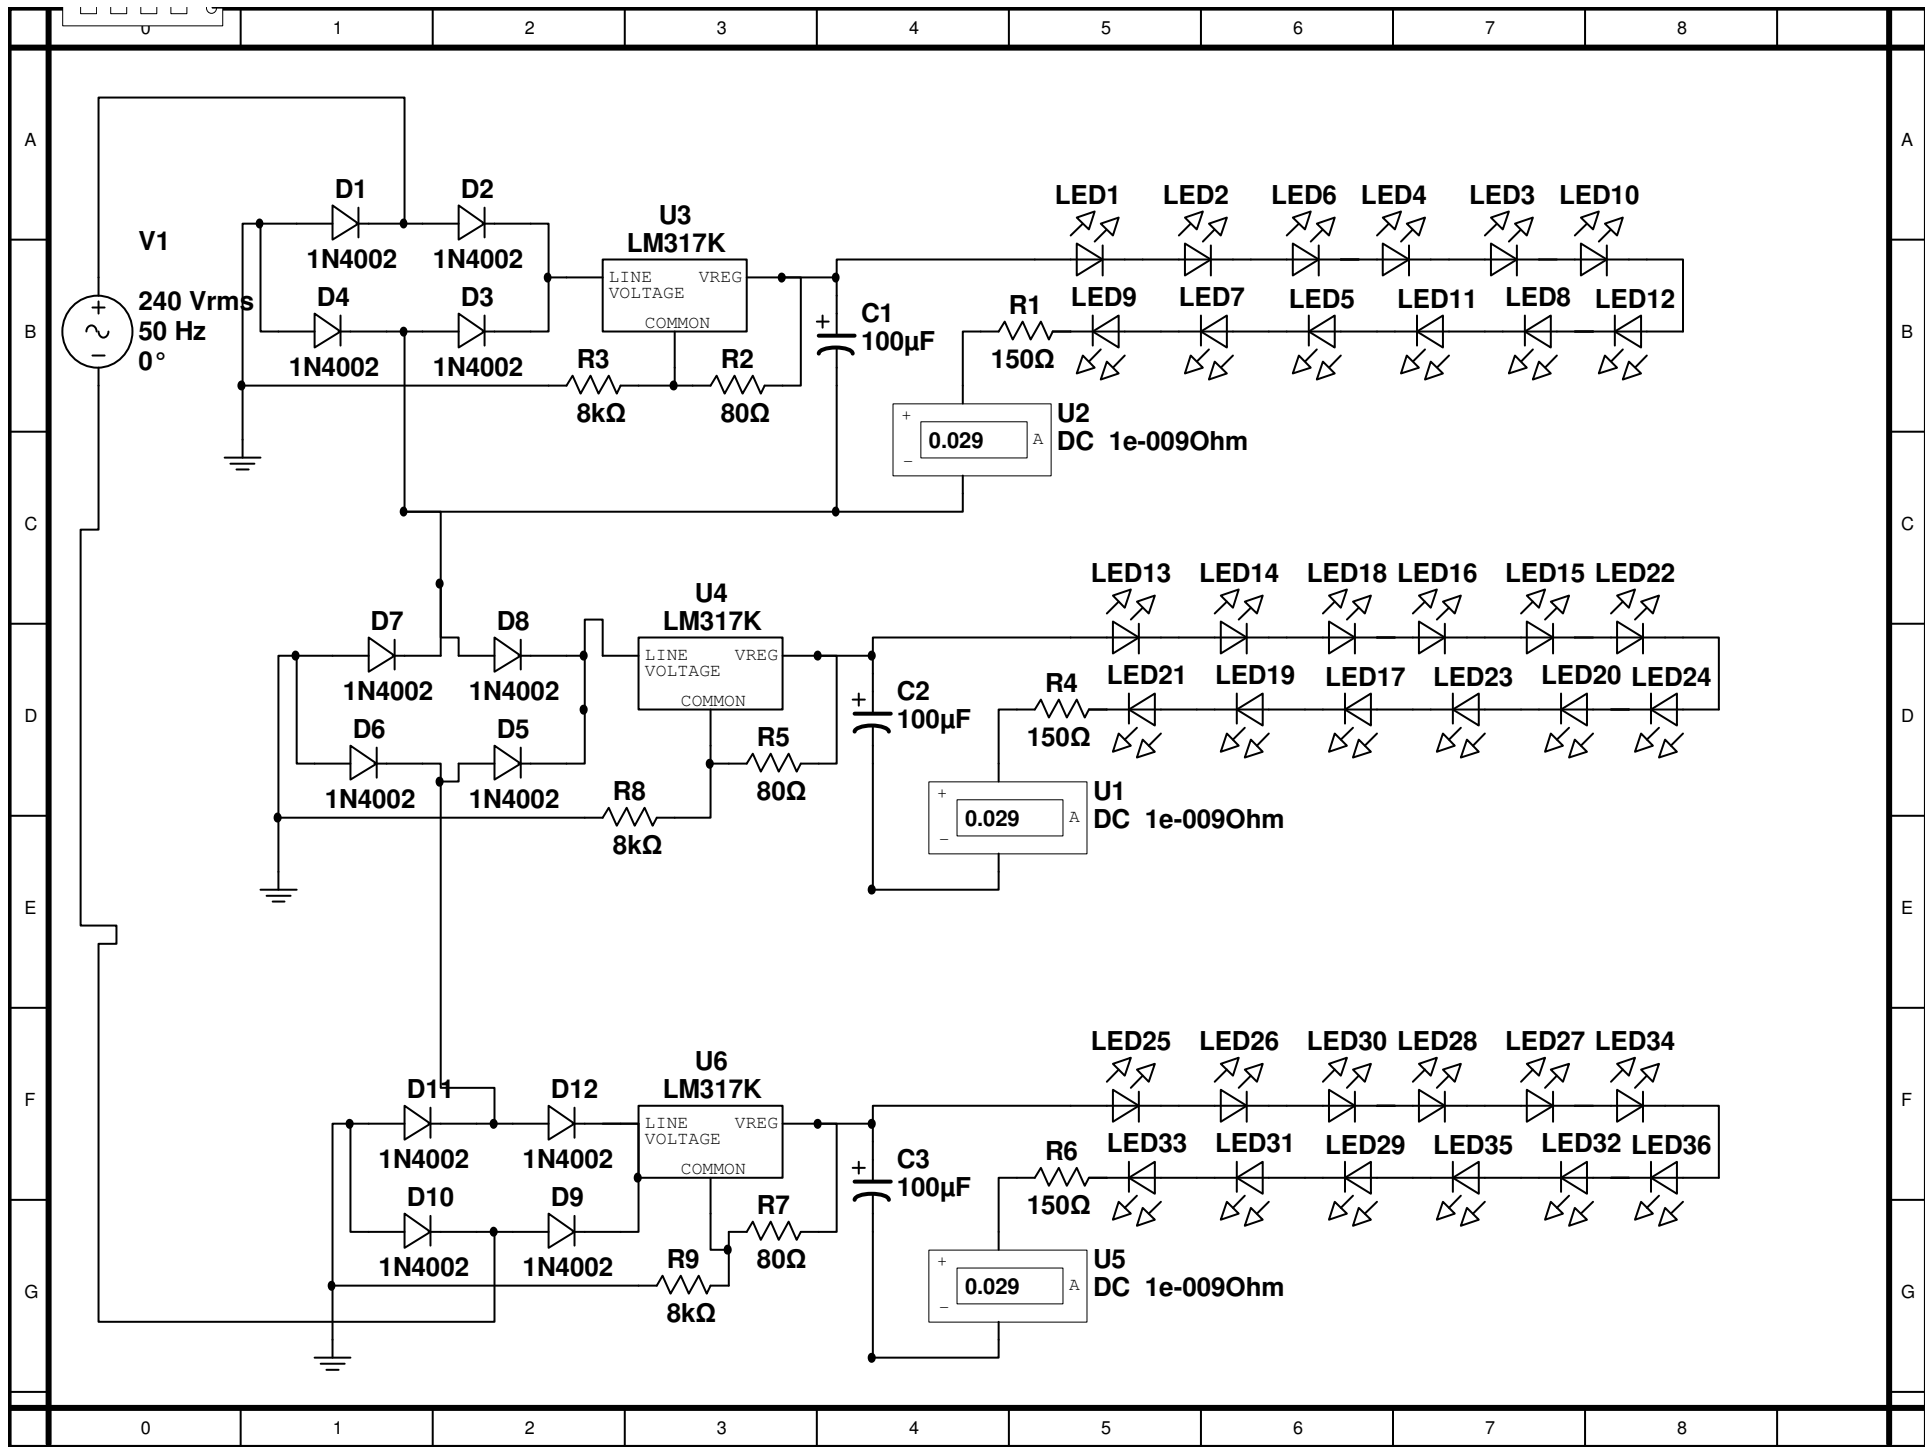 0 1 2 3 4 5 6 7 8
A A
LED1 LED2 LED6 LED4 LED3 LED10
D1 D2
U3
LM317K
V1
1N4002 1N4002
LINE VOLTAGE VREG
COMMON
240 Vrms
50 Hz
0°
D4 D3
1N4002 1N4002
C1
100µF
R1
150Ω
LED9 LED7 LED5 LED11 LED8 LED12
B B
R3 R2
8kΩ 80Ω
U2
DC 1e-009Ohm
+ 0.029 A −
C C
LED13 LED14 LED18 LED16 LED15 LED22
U4
LM317K
D7 D8
1N4002 1N4002
LINE VOLTAGE VREG
COMMON
C2
100µF
R4
150Ω
LED21 LED19 LED17 LED23 LED20 LED24
D D
D6 D5
1N4002 1N4002
R5
80Ω
R8
8kΩ
U1
DC 1e-009Ohm
+ 0.029 A −
E E
LED25 LED26 LED30 LED28 LED27 LED34
U6
LM317K
D11 D12
1N4002 1N4002
LINE VOLTAGE VREG
COMMON
F F
C3
100µF
R6
150Ω
LED33 LED31 LED29 LED35 LED32 LED36
D10 D9
1N4002 1N4002
R7
80Ω
R9
8kΩ
U5
DC 1e-009Ohm
+ 0.029 A −
G G
0 1 2 3 4 5 6 7 8